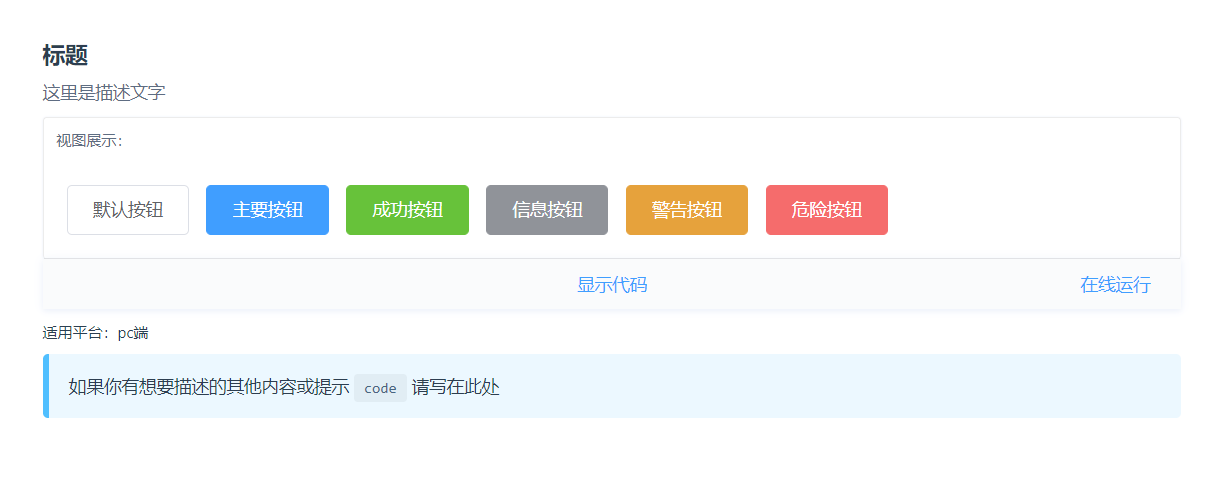 标题
这里是描述文字
视图展示：
默认按钮 主要按钮 成功按钮 信息按钮 警告按钮 危险按钮
显示代码 在线运行
适用平台：pc端
如果你有想要描述的其他内容或提示 code 请写在此处